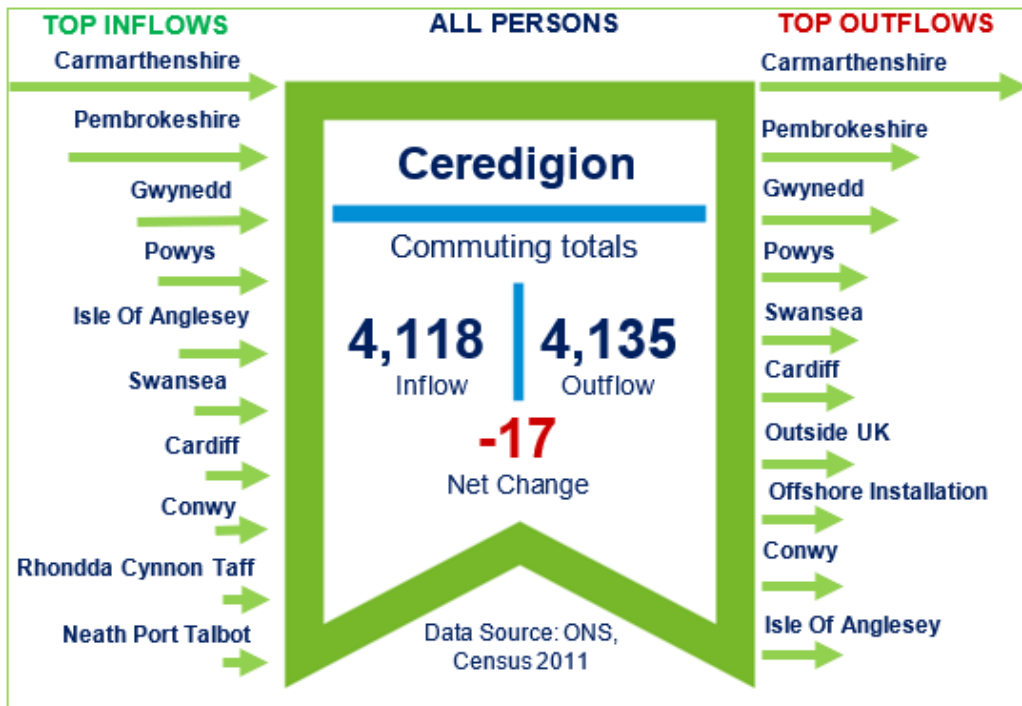 TOP INFLOWS
Carmarthenshire
Pembrokeshire
Gwynedd
Powys
Isle Of Anglesey
Swansea
Cardiff
Conwy
Rhondda Cynnon Taff
Neath Port Talbot
ALL PERSONS
Ceredigion
Commuting totals
4,118
Inflow
4,135
Outflow
-17
Net Change
Data Source: ONS,
Census 2011
TOP OUTFLOWS
Carmarthenshire
Pembrokeshire
Gwynedd
Powys
Swansea
Cardiff
Outside UK
Offshore Installation
Conwy
Isle Of Anglesey